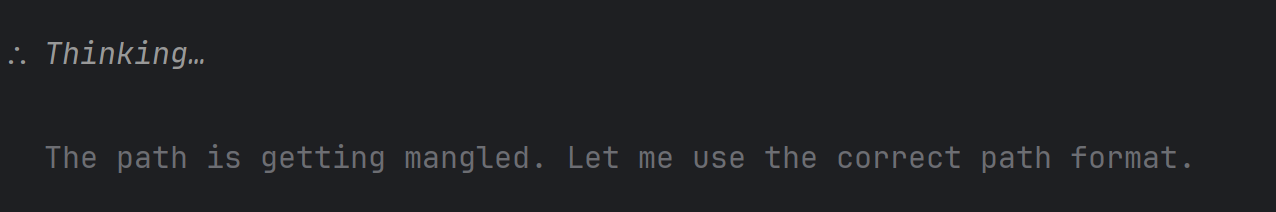 ∴ Thinking…
The path is getting mangled. Let me use the correct path format.